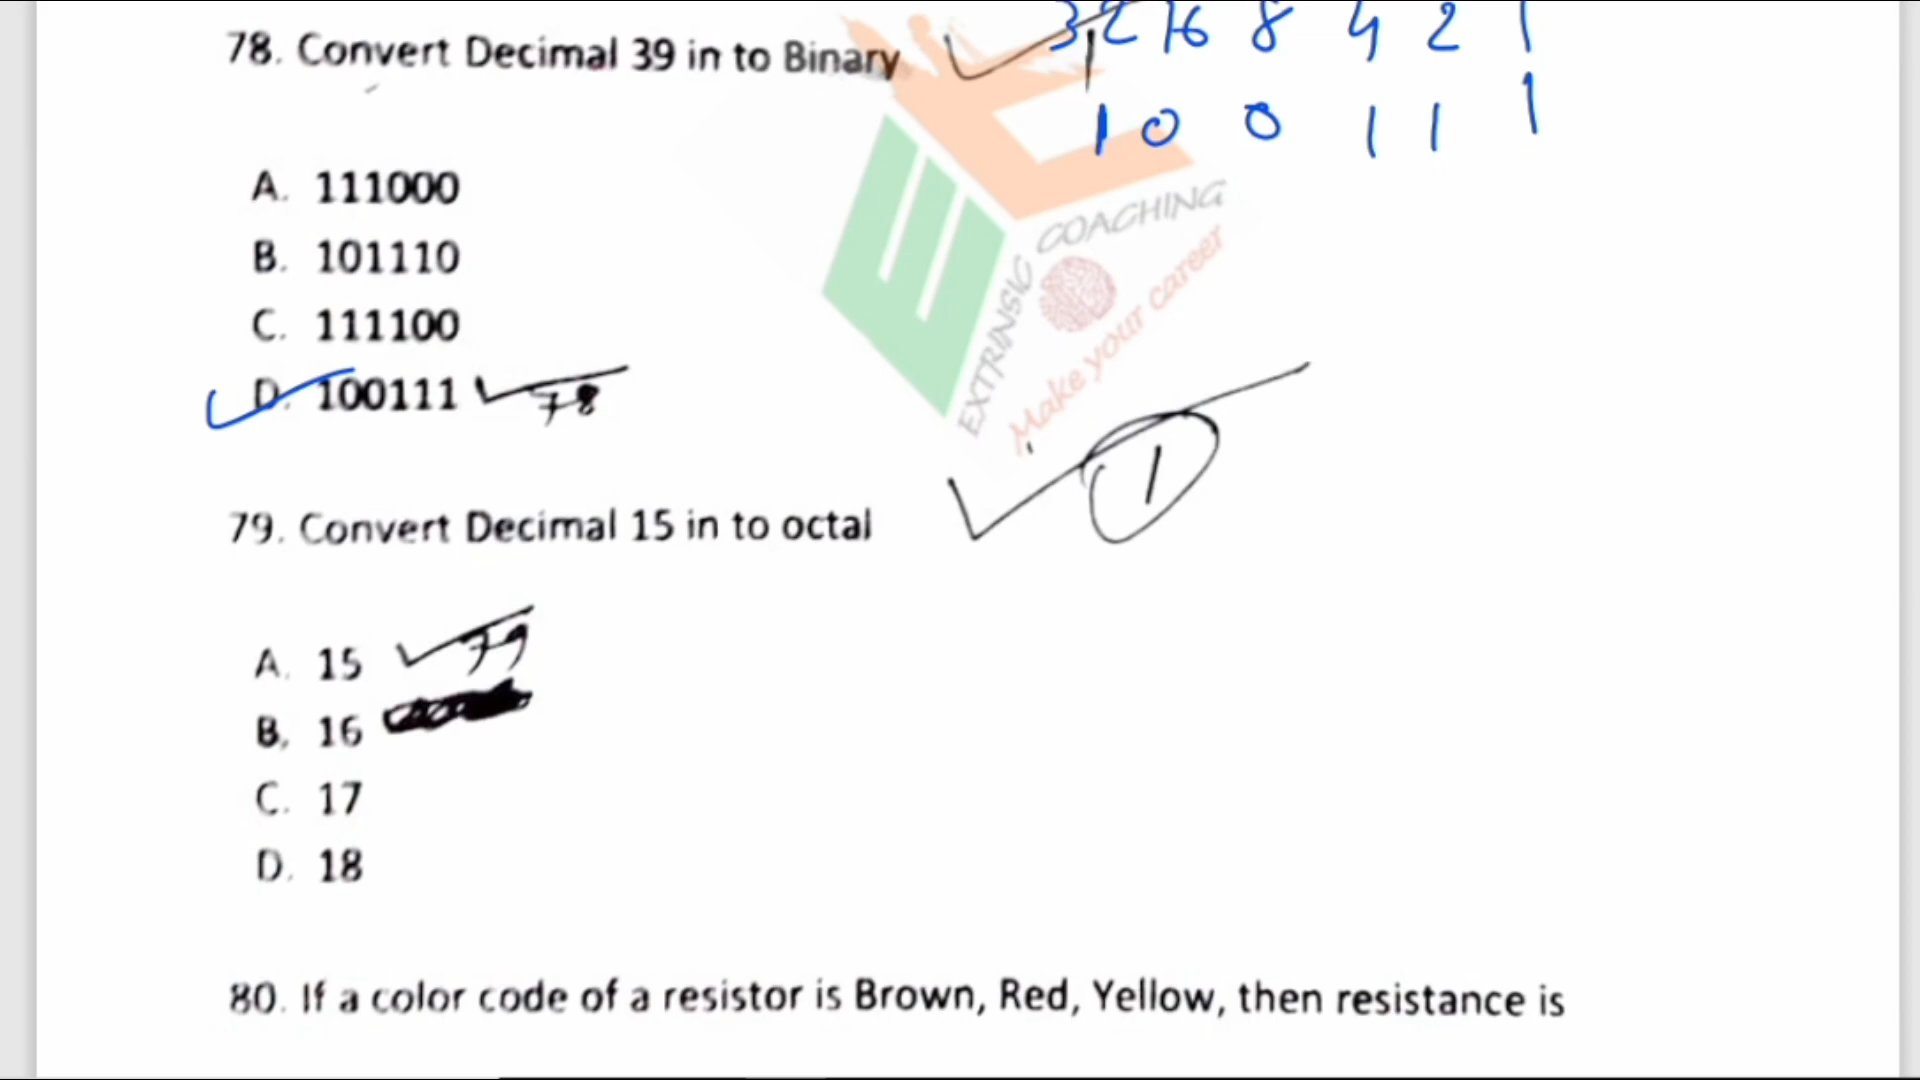 32 16 8 4 2 1
78. Convert Decimal 39 in to Binary
1 0 0 1 1 1
A. 111000
B. 101110
C. 111100
D. 100111 78
EXTRINSIC COACHING
Make your career
1
79. Convert Decimal 15 in to octal
A. 15 79
B. 16
C. 17
D. 18
80. If a color code of a resistor is Brown, Red, Yellow, then resistance is